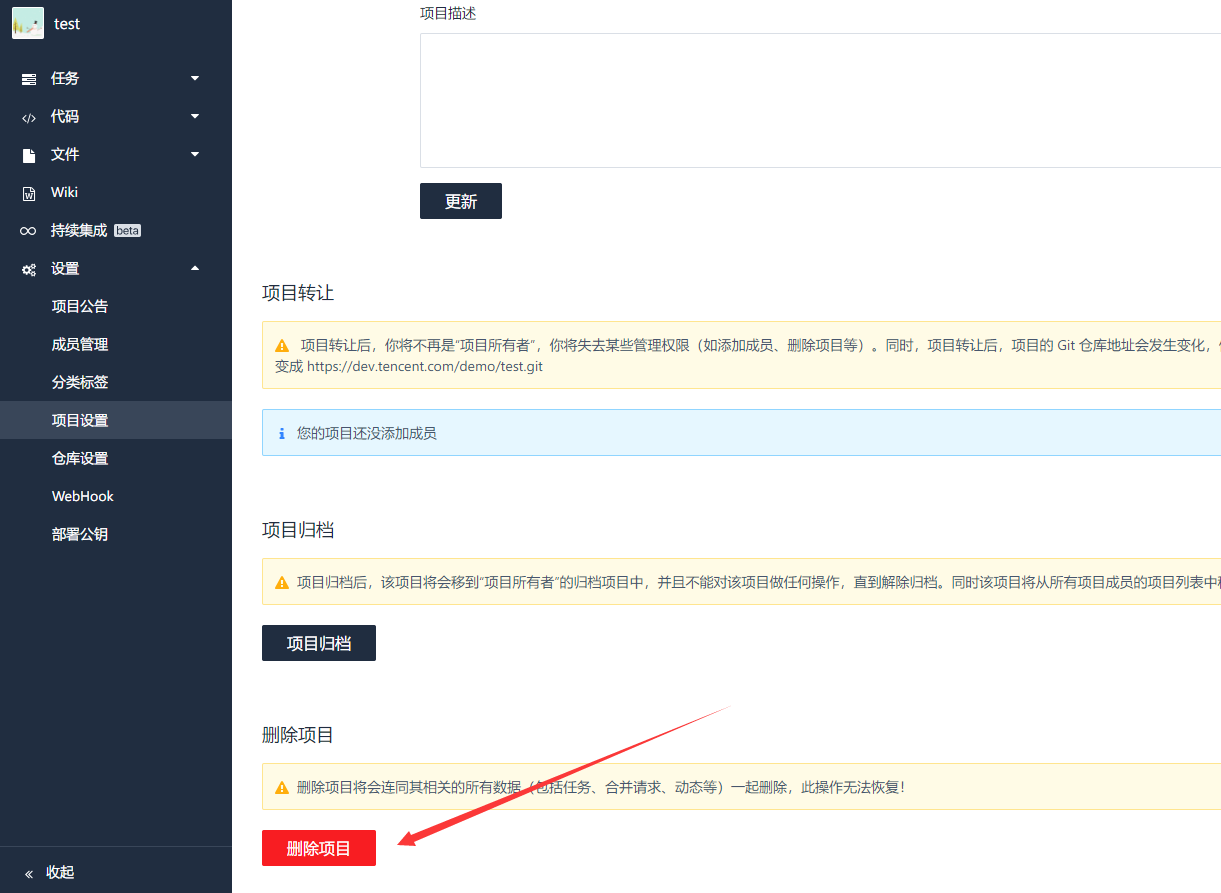 test
任务
代码
文件
Wiki
持续集成 beta
设置
项目公告
成员管理
分类标签
项目设置
仓库设置
WebHook
部署公钥
« 收起
项目描述
更新
项目转让
项目转让后，你将不再是“项目所有者”，你将失去某些管理权限（如添加成员、删除项目等）。同时，项目转让后，项目的 Git 仓库地址会发生变化，
变成 https://dev.tencent.com/demo/test.git
您的项目还没添加成员
项目归档
项目归档后，该项目将会移到“项目所有者”的归档项目中，并且不能对该项目做任何操作，直到解除归档。同时该项目将从所有项目成员的项目列表中
项目归档
删除项目
删除项目将会连同其相关的所有数据（包括任务、合并请求、动态等）一起删除，此操作无法恢复！
删除项目